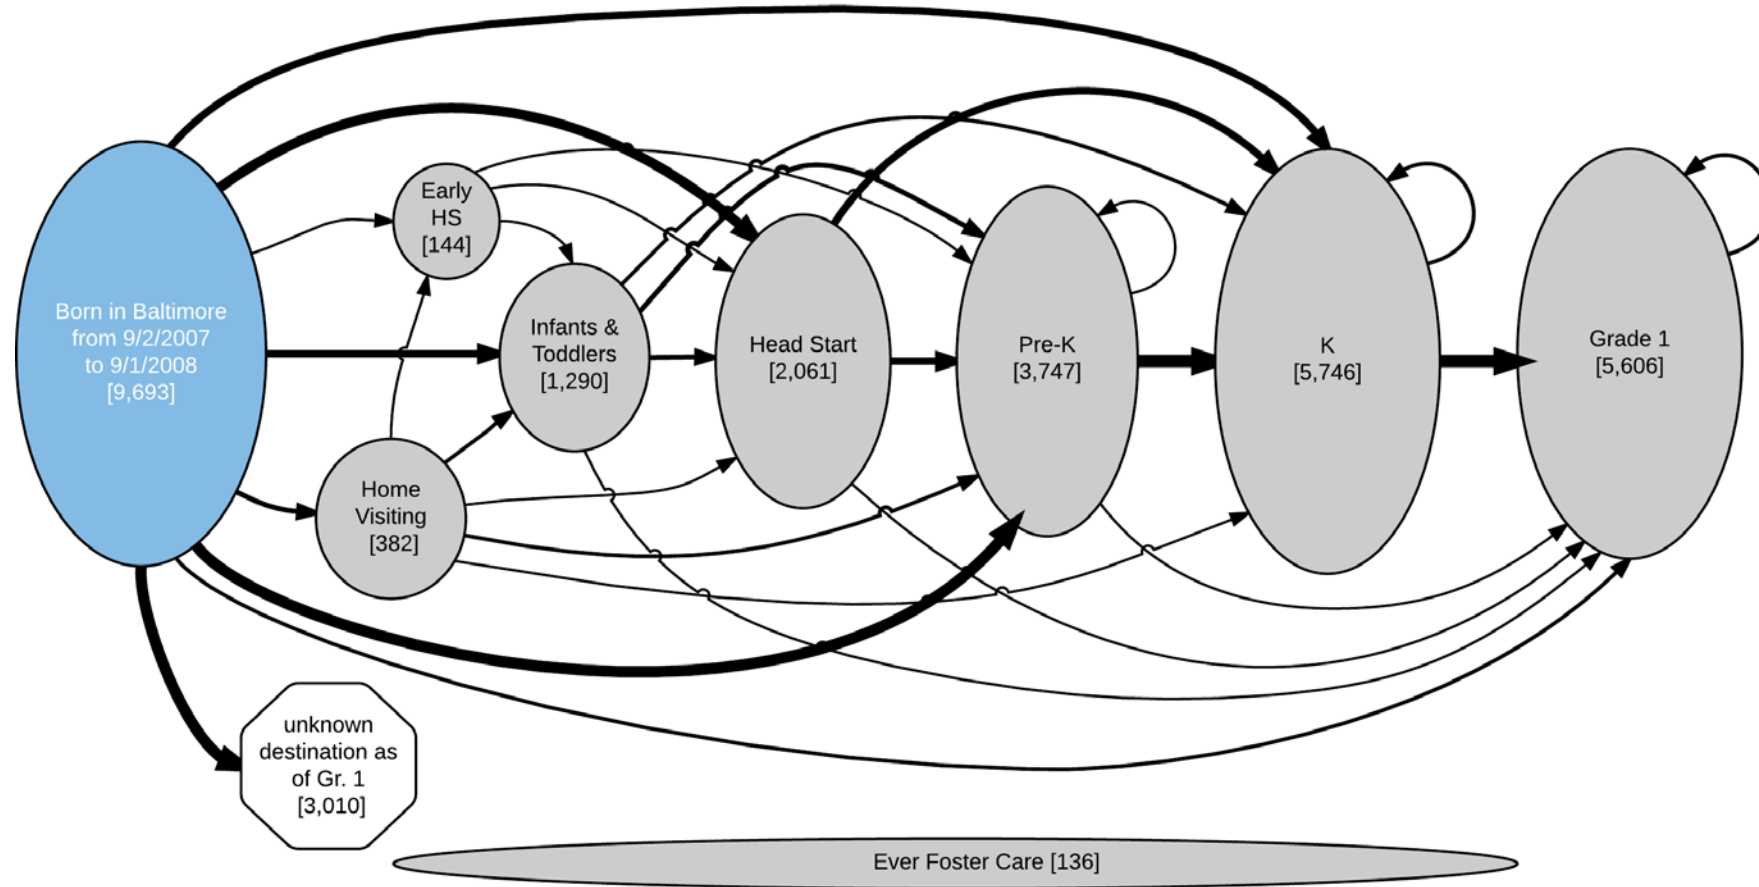 Born in Baltimore
from 9/2/2007
to 9/1/2008
[9,693]
Early
HS
[144]
Home
Visiting
[382]
Infants &
Toddlers
[1,290]
Head Start
[2,061]
Pre-K
[3,747]
K
[5,746]
Grade 1
[5,606]
unknown
destination as
of Gr. 1
[3,010]
Ever Foster Care [136]